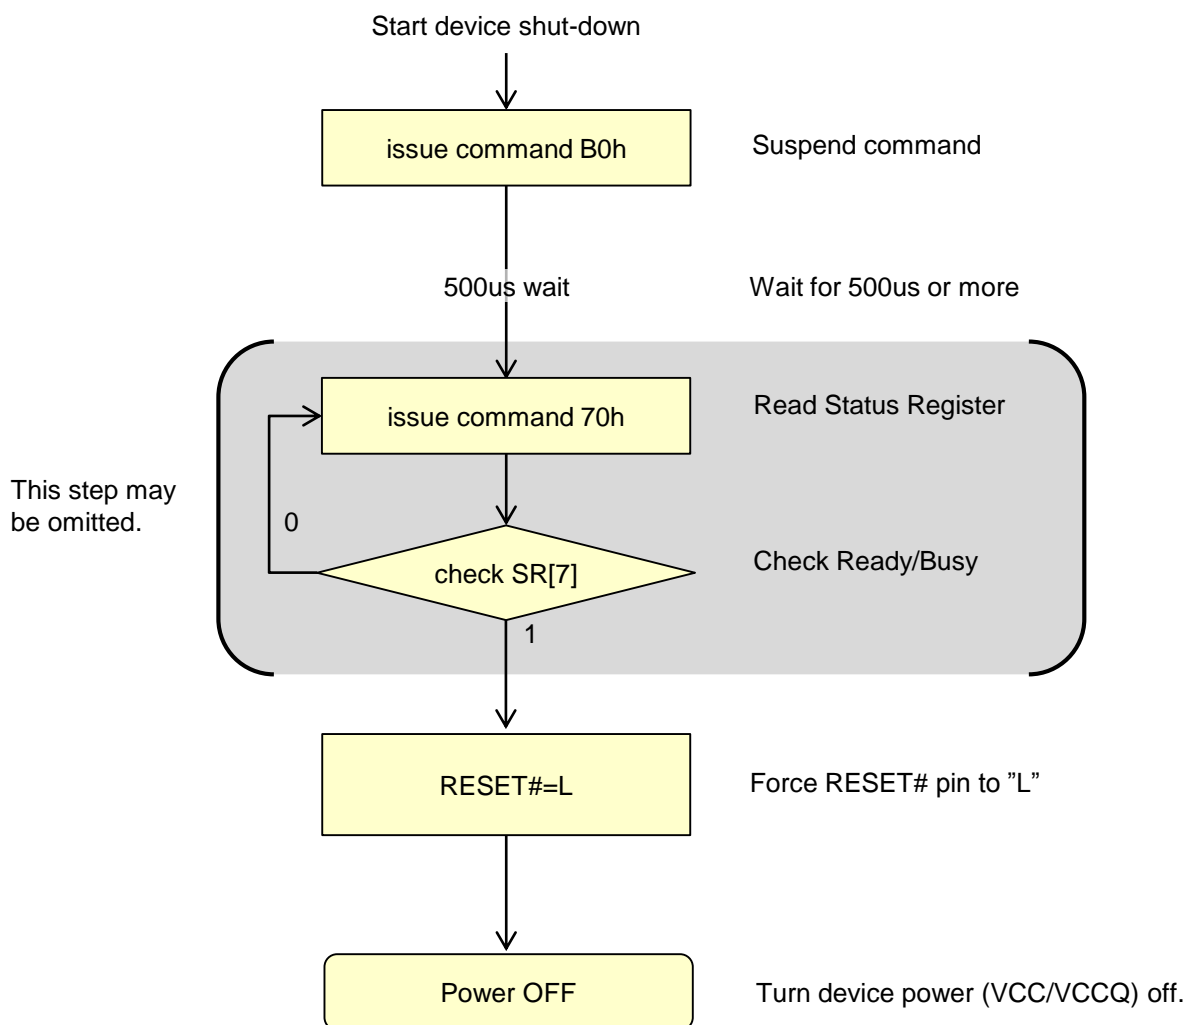 Start device shut-down
issue command B0h
Suspend command
500us wait
Wait for 500us or more
issue command 70h
Read Status Register
This step may
be omitted.
0
check SR[7]
Check Ready/Busy
1
RESET#=L
Force RESET# pin to ”L”
Power OFF
Turn device power (VCC/VCCQ) off.